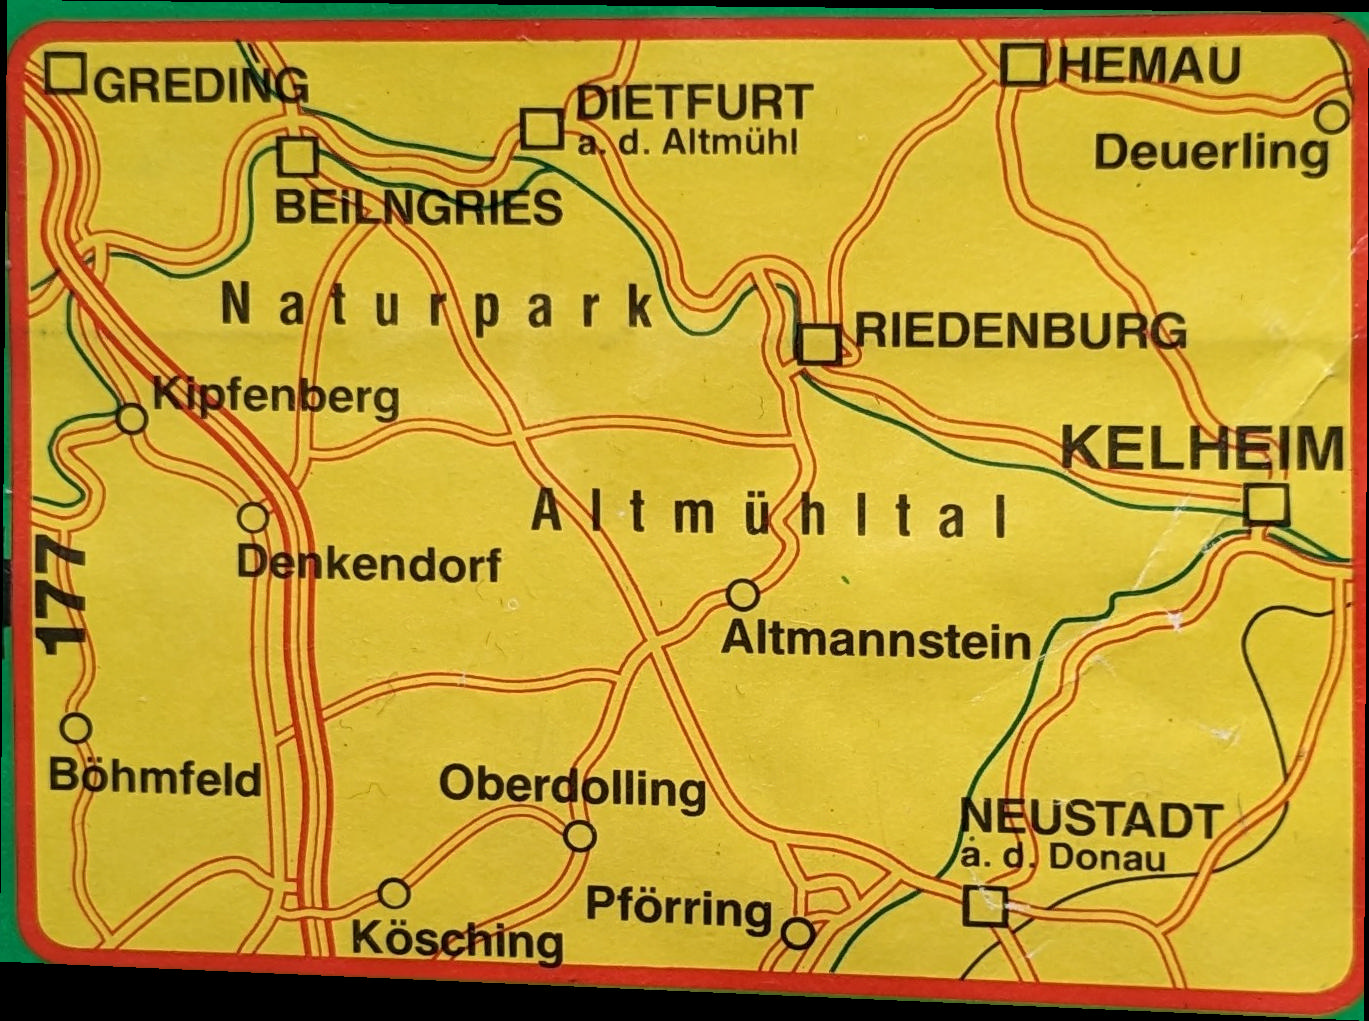 GREDING
HEMAU
DIETFURT
a. d. Altmühl
Deuerling
BEILNGRIES
Naturpark
RIEDENBURG
Kipfenberg
KELHEIM
Altmühltal
Denkendorf
177
Altmannstein
Böhmfeld
Oberdolling
NEUSTADT
a. d. Donau
Pförring
Kösching